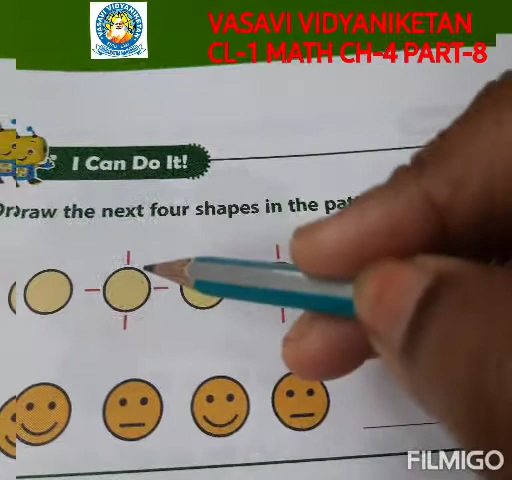 VASAVI VIDYANIKETAN
CL-1 MATH CH-4 PART-8
I Can Do It!
raw the next four shapes in the pat
FILMIGO